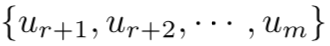 {u_{r+1}, u_{r+2}, ⋯ , u_m}